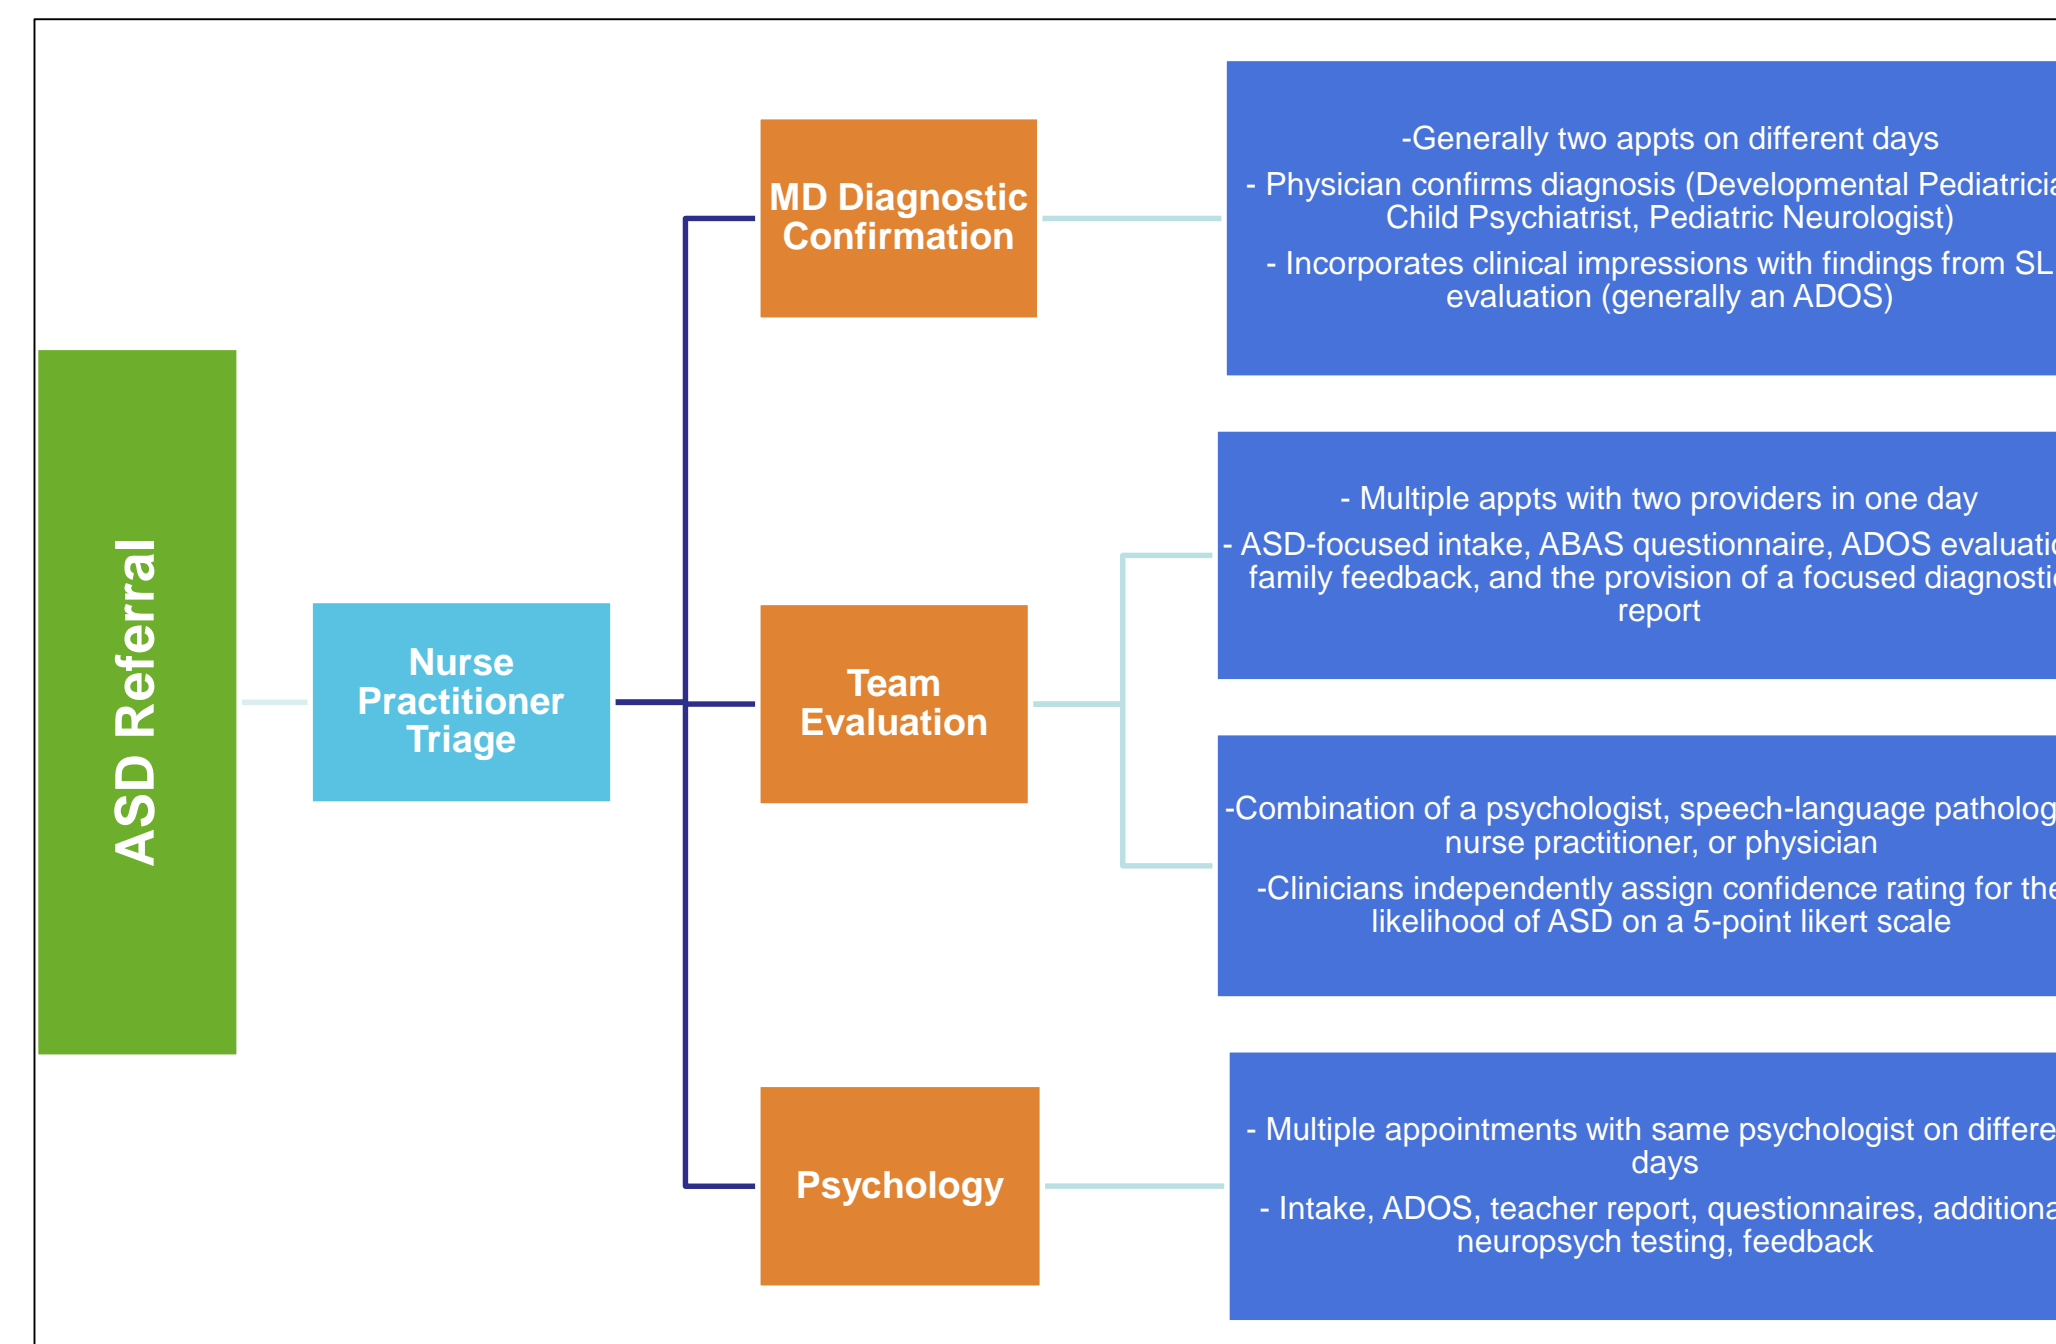 ASD Referral
Nurse
Practitioner
Triage
MD Diagnostic
Confirmation
-Generally two appts on different days
- Physician confirms diagnosis (Developmental
Child Psychiatrist, Pediatric Neurologist)
- Incorporates clinical impressions with findings from SL
evaluation (generally an ADOS)
Team
Evaluation
- Multiple appts with two providers in one day
- ASD-focused intake, ABAS questionnaire, ADOS
family feedback, and the provision of a focused
report
-Combination of a psychologist, speech-language
nurse practitioner, or physician
-Clinicians independently assign confidence rating for the
likelihood of ASD on a 5-point likert scale
Psychology
- Multiple appointments with same psychologist on
days
- Intake, ADOS, teacher report, questionnaires,
neuropsych testing, feedback